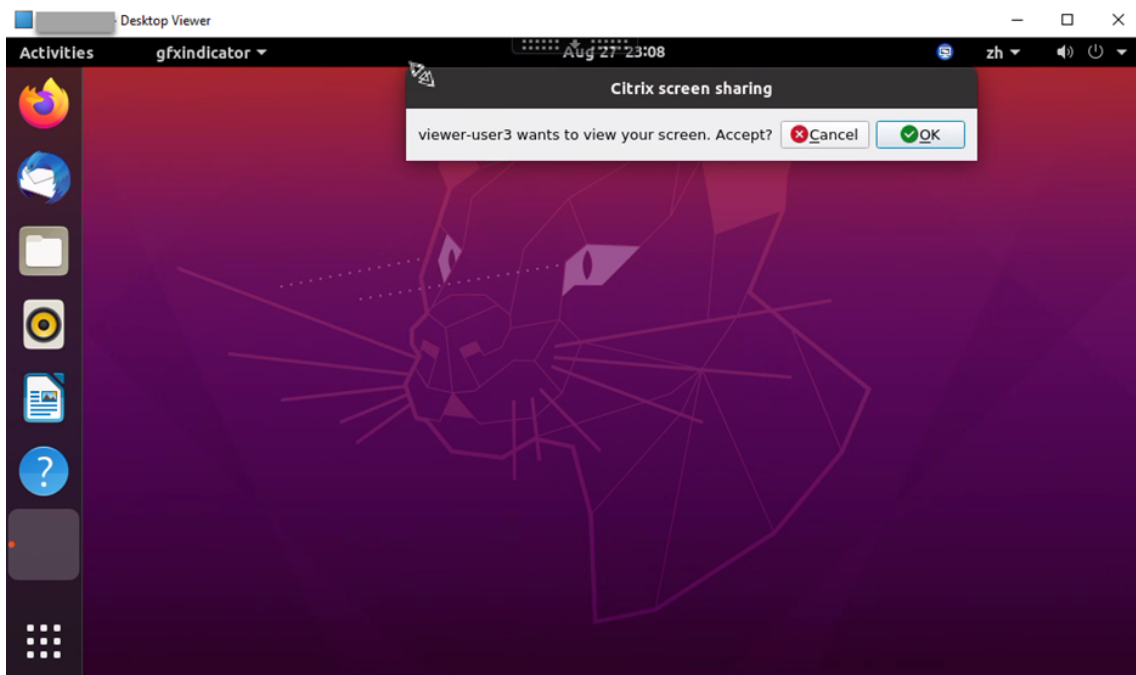 - Desktop Viewer
Activities gfxindicator Aug 27 23:08 zh
Citrix screen sharing
viewer-user3 wants to view your screen. Accept? Cancel OK
?